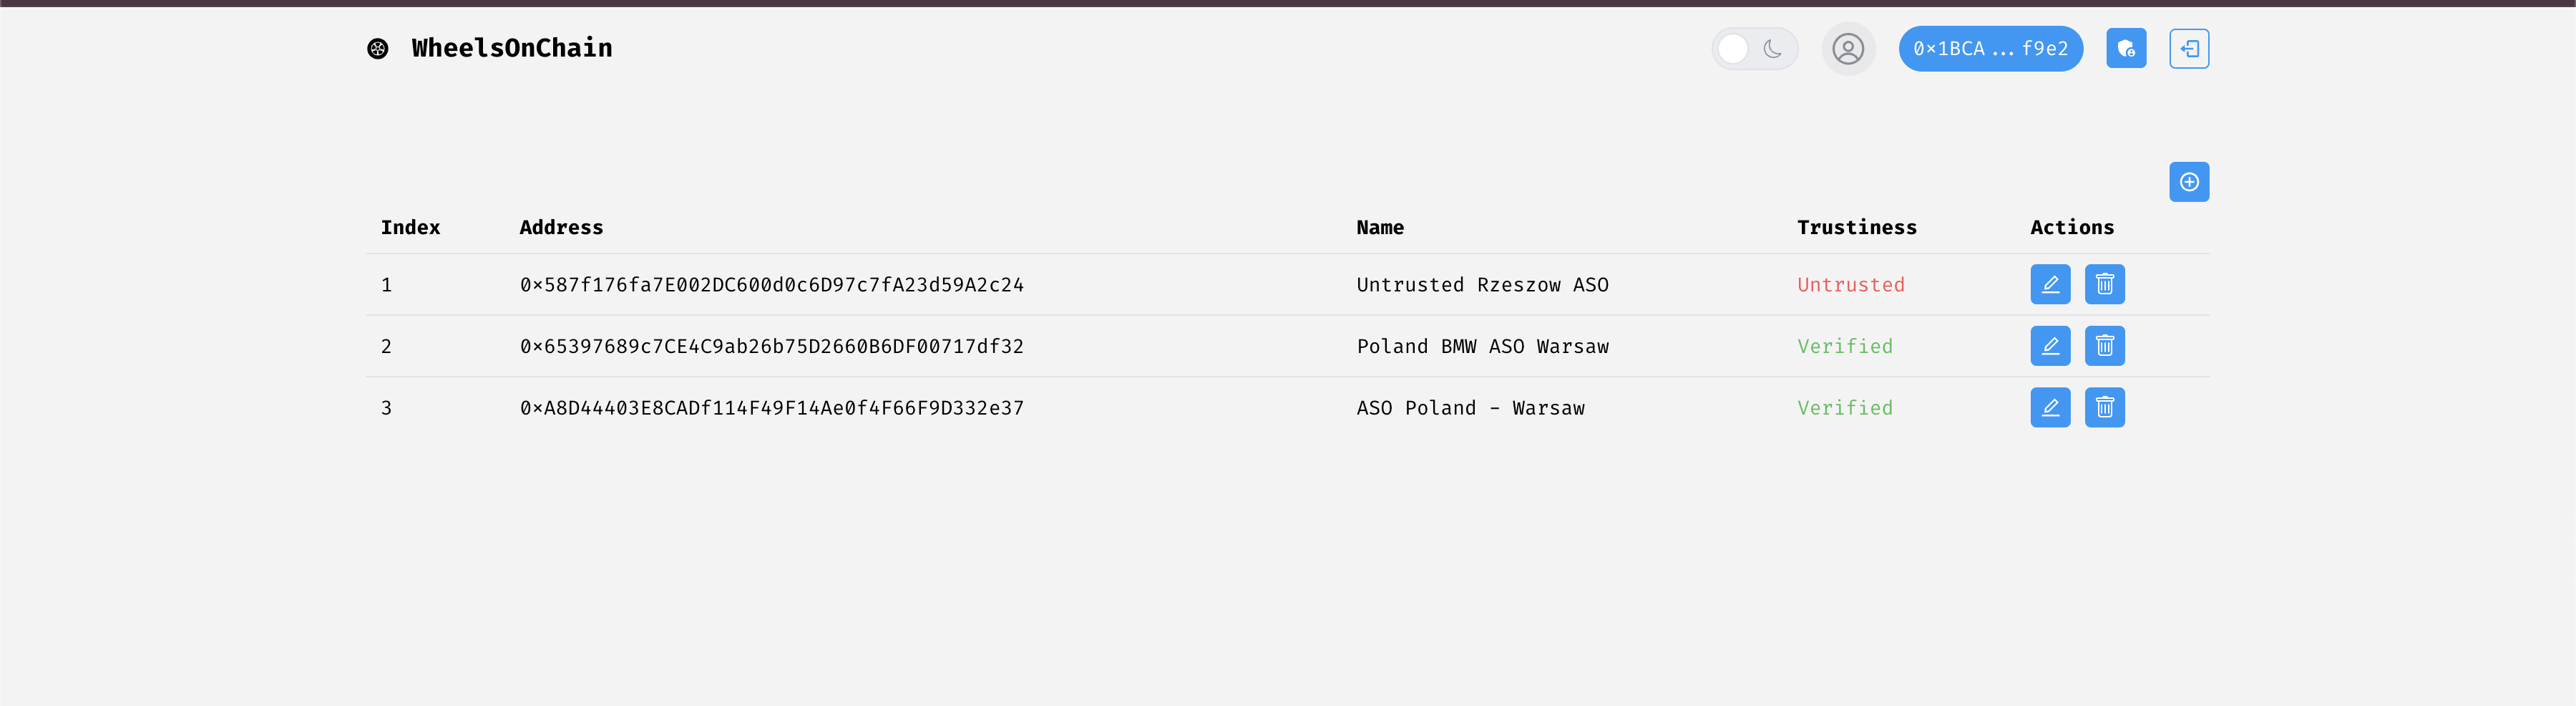 WheelsOnChain
0×1BCA...f9e2
Index Address Name Trustiness Actions
1 0×587f176fa7E002DC600d0c6D97c7fA23d59A2c24 Untrusted Rzeszow ASO Untrusted
2 0×65397689c7CE4C9ab26b75D2660B6DF00717df32 Poland BMW ASO Warsaw Verified
3 0×A8D44403E8CADf114F49F14Ae0f4F66F9D332e37 ASO Poland - Warsaw Verified